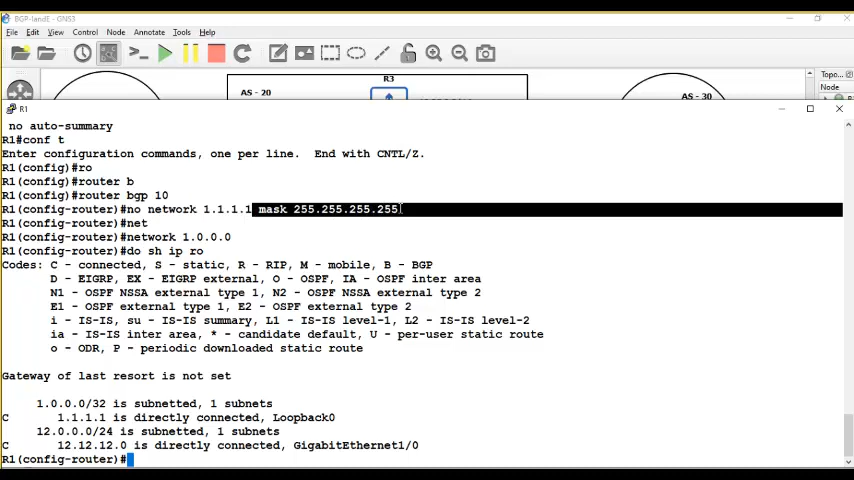 BGP-IandE - GNS3
File Edit View Control Node Annotate Tools Help
R3
AS - 20
AS - 30
Topo...
Node
R1
no auto-summary
R1#conf t
Enter configuration commands, one per line. End with CNTL/Z.
R1(config)#ro
R1(config)#router b
R1(config)#router bgp 10
R1(config-router)#no network 1.1.1.1 mask 255.255.255.255
R1(config-router)#net
R1(config-router)#network 1.0.0.0
R1(config-router)#do sh ip ro
Codes: C - connected, S - static, R - RIP, M - mobile, B - BGP
D - EIGRP, EX - EIGRP external, O - OSPF, IA - OSPF inter area
N1 - OSPF NSSA external type 1, N2 - OSPF NSSA external type 2
E1 - OSPF external type 1, E2 - OSPF external type 2
i - IS-IS, su - IS-IS summary, L1 - IS-IS level-1, L2 - IS-IS level-2
ia - IS-IS inter area, * - candidate default, U - per-user static route
o - ODR, P - periodic downloaded static route
Gateway of last resort is not set
1.0.0.0/32 is subnetted, 1 subnets
C 1.1.1.1 is directly connected, Loopback0
12.0.0.0/24 is subnetted, 1 subnets
C 12.12.12.0 is directly connected, GigabitEthernet1/0
R1(config-router)#